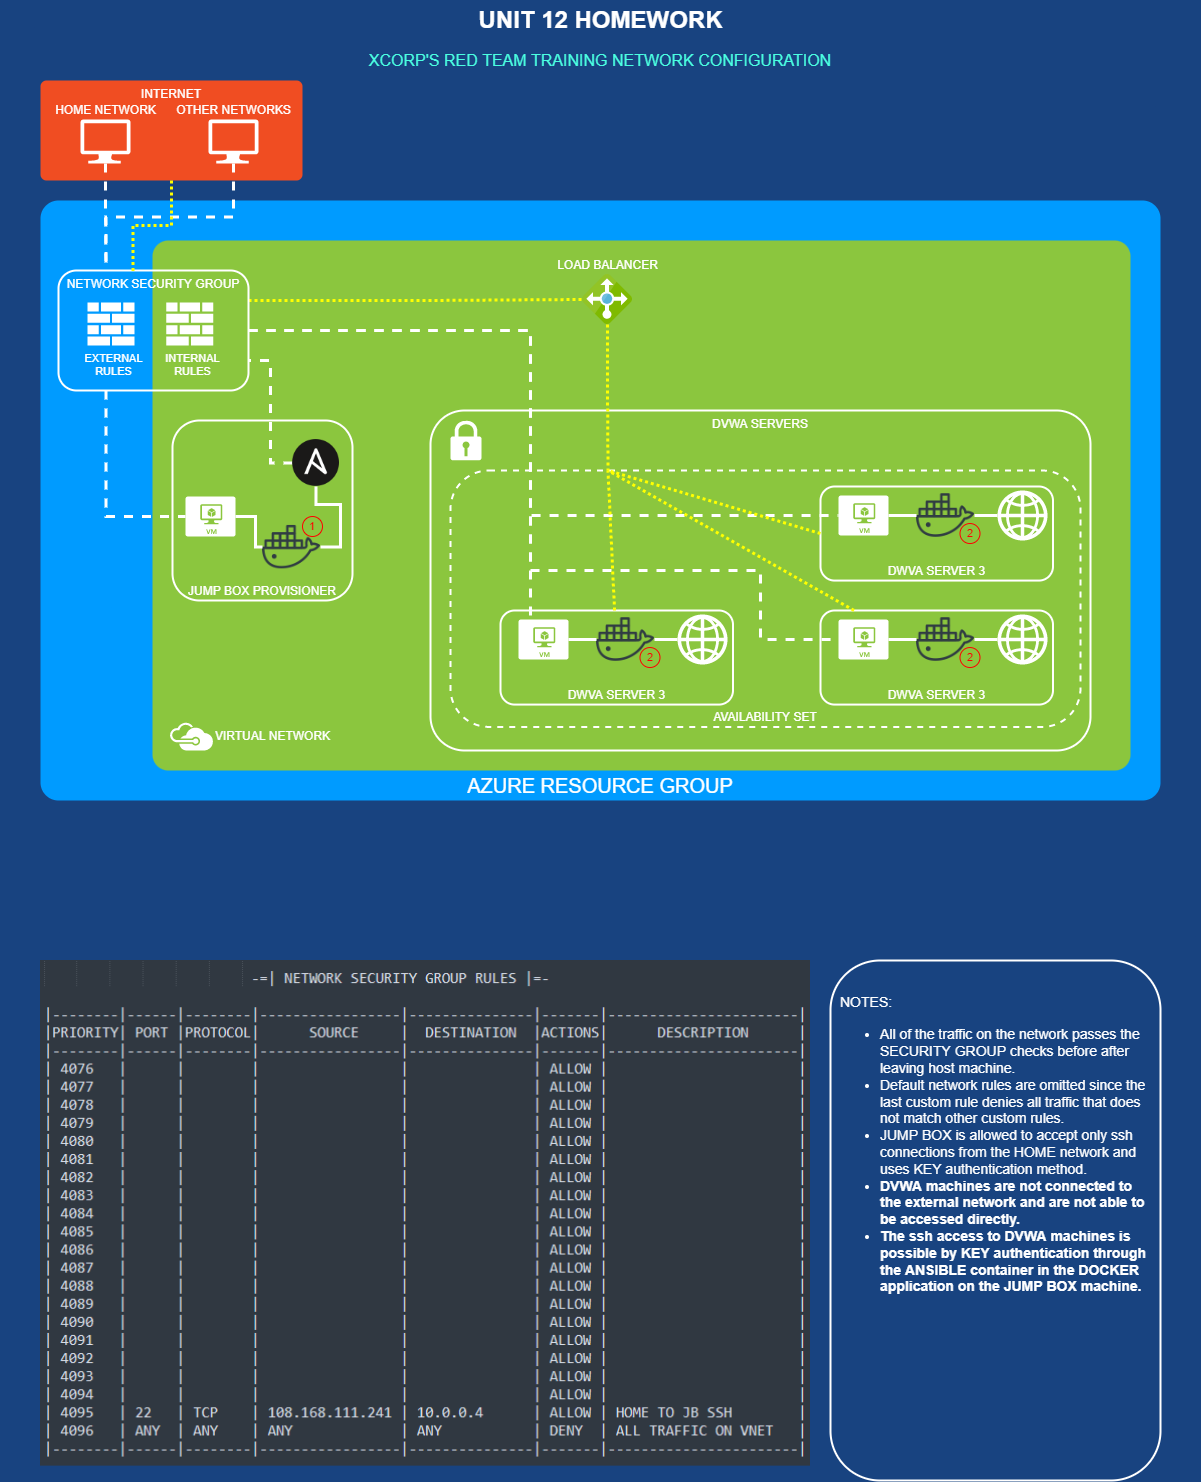 UNIT 12 HOMEWORK
XCORP'S RED TEAM TRAINING NETWORK CONFIGURATION
INTERNET
HOME NETWORK
OTHER NETWORKS
NETWORK SECURITY GROUP
EXTERNAL
RULES
INTERNAL
RULES
LOAD BALANCER
DVWA SERVERS
VM
1
JUMP BOX PROVISIONER
VM
2
DWVA SERVER 3
VM
2
DWVA SERVER 3
VM
2
DWVA SERVER 3
AVAILABILITY SET
VIRTUAL NETWORK
AZURE RESOURCE GROUP
-=| NETWORK SECURITY GROUP RULES |=-
|--------|------|--------|-----------------|---------------|-------|-----------------------|
|PRIORITY| PORT |PROTOCOL| SOURCE | DESTINATION |ACTIONS| DESCRIPTION |
|--------|------|--------|-----------------|---------------|-------|-----------------------|
| 4076 | | | | | ALLOW | |
| 4077 | | | | | ALLOW | |
| 4078 | | | | | ALLOW | |
| 4079 | | | | | ALLOW | |
| 4080 | | | | | ALLOW | |
| 4081 | | | | | ALLOW | |
| 4082 | | | | | ALLOW | |
| 4083 | | | | | ALLOW | |
| 4084 | | | | | ALLOW | |
| 4085 | | | | | ALLOW | |
| 4086 | | | | | ALLOW | |
| 4087 | | | | | ALLOW | |
| 4088 | | | | | ALLOW | |
| 4089 | | | | | ALLOW | |
| 4090 | | | | | ALLOW | |
| 4091 | | | | | ALLOW | |
| 4092 | | | | | ALLOW | |
| 4093 | | | | | ALLOW | |
| 4094 | | | | | ALLOW | |
| 4095 | 22 | TCP | 108.168.111.241 | 10.0.0.4 | ALLOW | HOME TO JB SSH |
| 4096 | ANY | ANY | ANY | ANY | DENY | ALL TRAFFIC ON VNET |
|--------|------|--------|-----------------|---------------|-------|-----------------------|
NOTES:
• All of the traffic on the network passes the
SECURITY GROUP checks before after
leaving host machine.
• Default network rules are omitted since the
last custom rule denies all traffic that does
not match other custom rules.
• JUMP BOX is allowed to accept only ssh
connections from the HOME network and
uses KEY authentication method.
• DVWA machines are not connected to
the external network and are not able to
be accessed directly.
• The ssh access to DVWA machines is
possible by KEY authentication through
the ANSIBLE container in the DOCKER
application on the JUMP BOX machine.